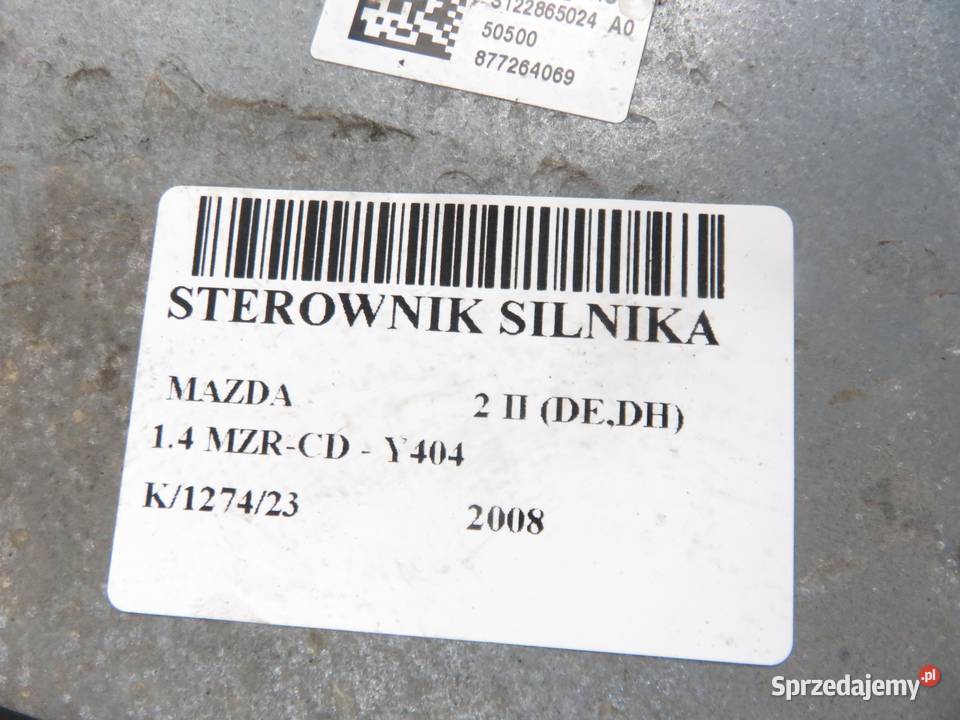 S122865024 A0
50500
877264069
STEROWNIK SILNIKA
MAZDA 2 II (DE,DH)
1.4 MZR-CD - Y404
K/1274/23 2008
Sprzedajemy.pl